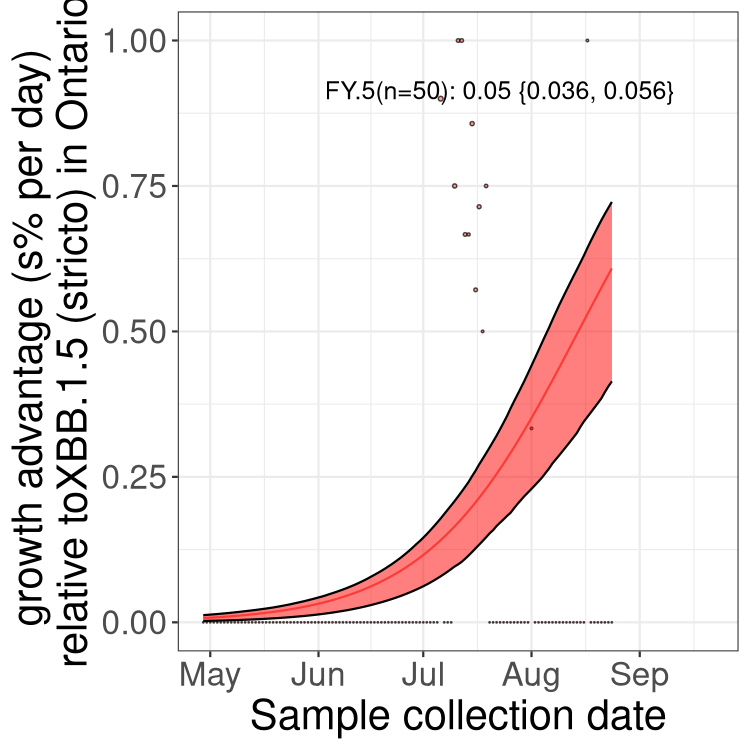 growth advantage (s% per day)
relative toXBB.1.5 (stricto) in Ontario
1.00
0.75
0.50
0.25
0.00
FY.5(n=50): 0.05 {0.036, 0.056}
May Jun Jul Aug Sep
Sample collection date